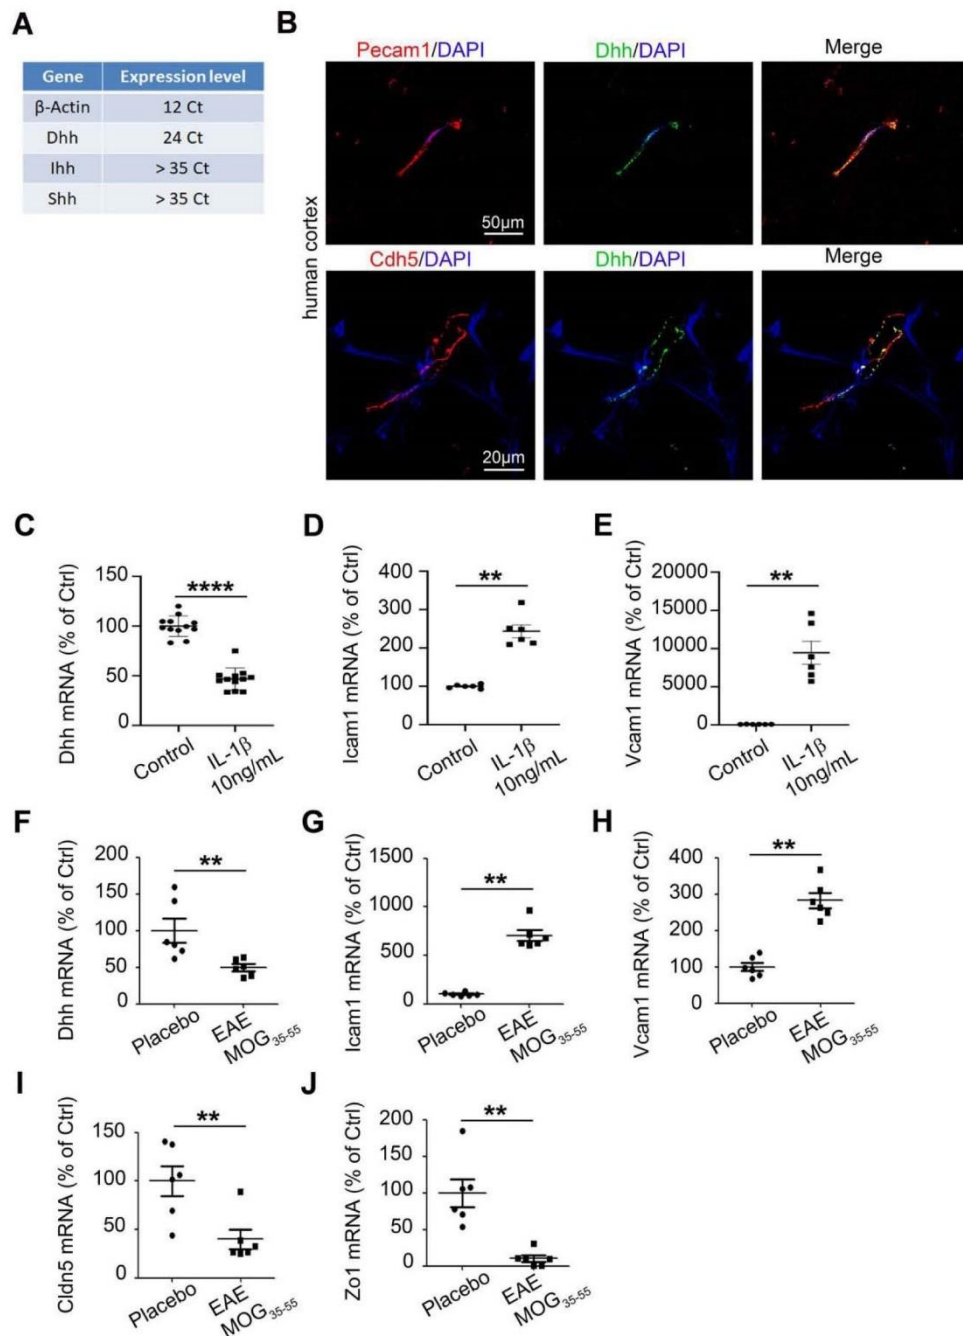 A
Gene Expression level
β-Actin 12 Ct
Dhh 24 Ct
Ihh > 35 Ct
Shh > 35 Ct
B
Pecam1/DAPI Dhh/DAPI Merge
50µm
Cdh5/DAPI Dhh/DAPI Merge
20µm
human cortex
C
Dhh mRNA (% of Ctrl)
150
100
50
0
****
Control IL-1β
10ng/mL
D
Icam1 mRNA (% of Ctrl)
400
300
200
100
0
**
Control IL-1β
10ng/mL
E
Vcam1 mRNA (% of Ctrl)
20000
15000
10000
5000
0
**
Control IL-1β
10ng/mL
F
Dhh mRNA (% of Ctrl)
200
150
100
50
0
**
Placebo EAE
MOG35-55
G
Icam1 mRNA (% of Ctrl)
1500
1000
500
0
**
Placebo EAE
MOG35-55
H
Vcam1 mRNA (% of Ctrl)
400
300
200
100
0
**
Placebo EAE
MOG35-55
I
Cldn5 mRNA (% of Ctrl)
150
100
50
0
**
Placebo EAE
MOG35-55
J
Zo1 mRNA (% of Ctrl)
200
150
100
50
0
**
Placebo EAE
MOG35-55